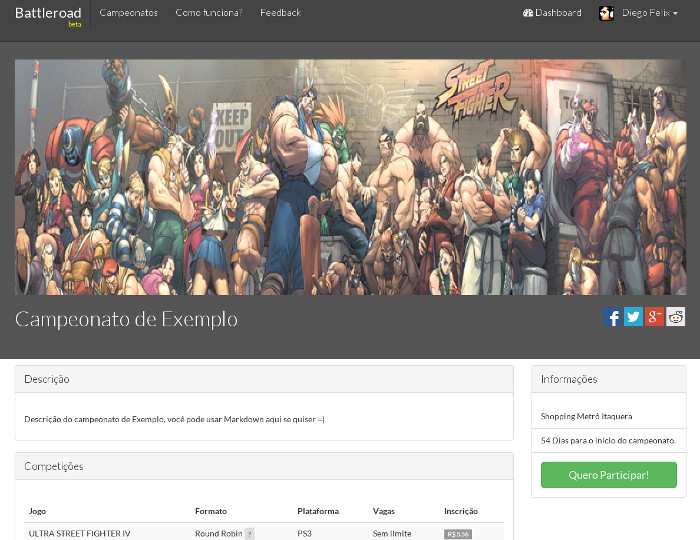 Battleroad
beta
Campeonatos
Como funciona?
Feedback
Dashboard
Diego Felix
KEEP
OUT
STREET
FIGHTER
Campeonato de Exemplo
Descrição
Descrição do campeonato de Exemplo, você pode usar Markdown aqui se quiser =)
Informações
Shopping Metrô Itaquera
54 Dias para o início do campeonato.
Quero Participar!
Competições
Jogo Formato Plataforma Vagas Inscrição
ULTRA STREET FIGHTER IV Round Robin ? PS3 Sem limite R$ 5.56